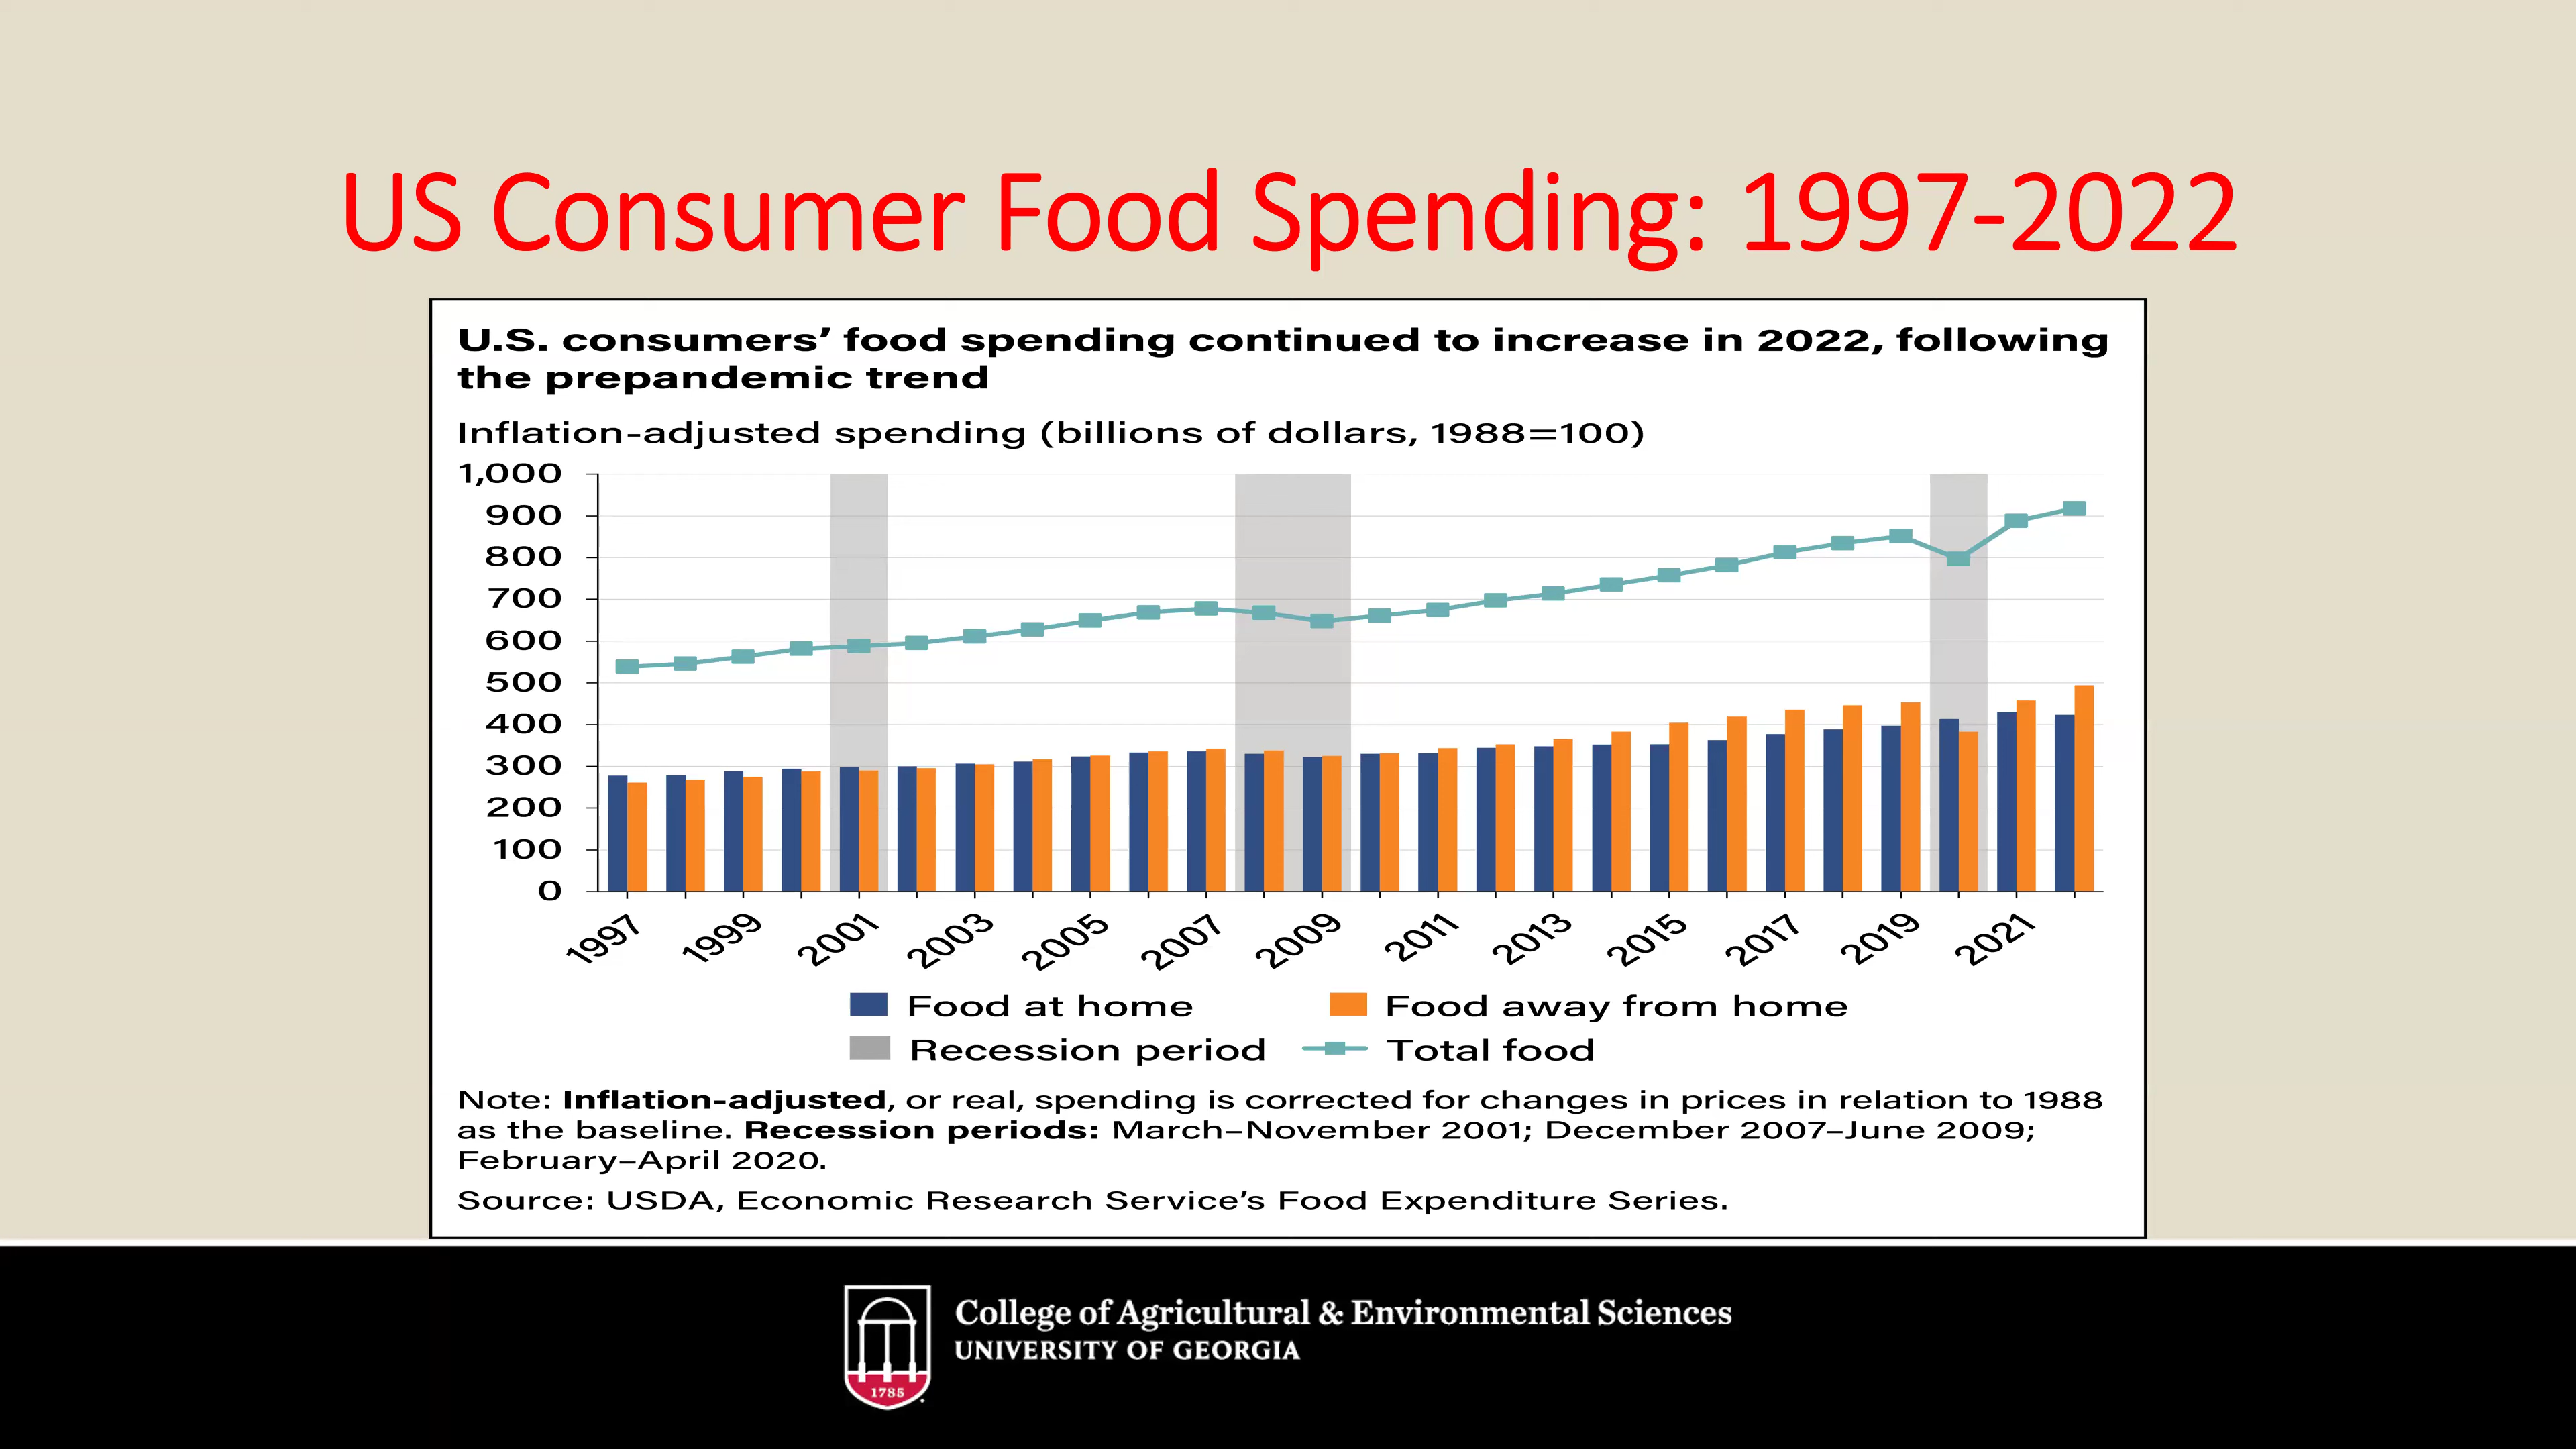 US Consumer Food Spending: 1997-2022
U.S. consumers’ food spending continued to increase in 2022, following
the prepandemic trend
Inflation-adjusted spending (billions of dollars, 1988=100)
1,000
900
800
700
600
500
400
300
200
100
0
1997
1999
2001
2003
2005
2007
2009
2011
2013
2015
2017
2019
2021
Food at home
Food away from home
Recession period
Total food
Note: Inflation-adjusted, or real, spending is corrected for changes in prices in relation to 1988
as the baseline. Recession periods: March–November 2001; December 2007–June 2009;
February–April 2020.
Source: USDA, Economic Research Service’s Food Expenditure Series.
College of Agricultural & Environmental Sciences
UNIVERSITY OF GEORGIA
1785